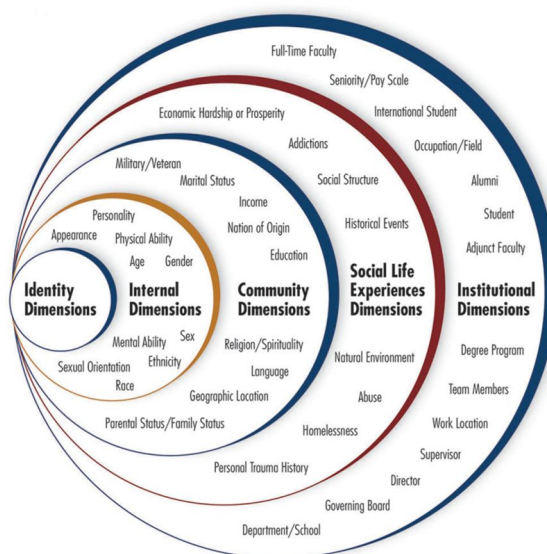 Full-Time Faculty
Seniority/Pay Scale
Economic Hardship or Prosperity
International Student
Addictions
Occupation/Field
Military/Veteran
Marital Status
Social Structure
Alumni
Income
Personality
Student
Nation of Origin
Historical Events
Appearance
Physical Ability
Adjunct Faculty
Education
Age
Gender
Identity
Dimensions
Internal
Dimensions
Community
Dimensions
Social Life
Experiences
Dimensions
Institutional
Dimensions
Sex
Mental Ability
Religion/Spirituality
Degree Program
Natural Environment
Ethnicity
Sexual Orientation
Language
Race
Team Members
Geographic Location
Abuse
Parental Status/Family Status
Work Location
Homelessness
Supervisor
Personal Trauma History
Director
Governing Board
Department/School